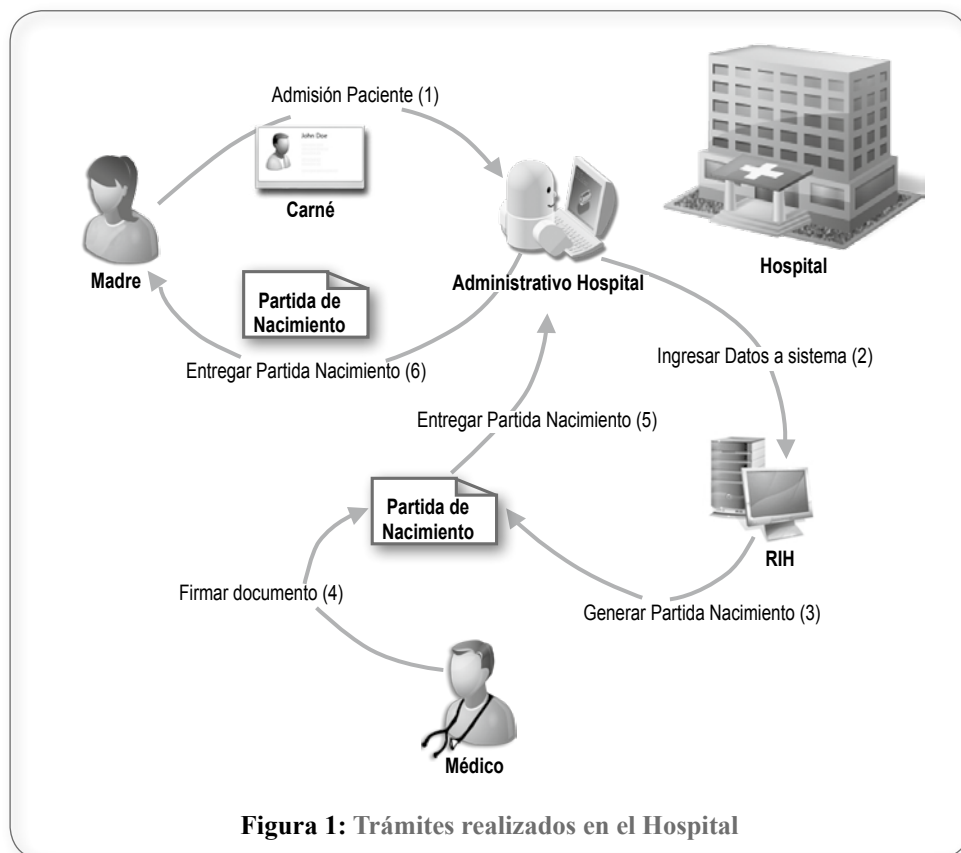 Admisión Paciente (1)
John Doe
Carné
Madre
Administrativo Hospital
Hospital
Partida de
Nacimiento
Entregar Partida Nacimiento (6)
Ingresar Datos a sistema (2)
Entregar Partida Nacimiento (5)
Partida de
Nacimiento
RIH
Firmar documento (4)
Generar Partida Nacimiento (3)
Médico
Figura 1: Trámites realizados en el Hospital